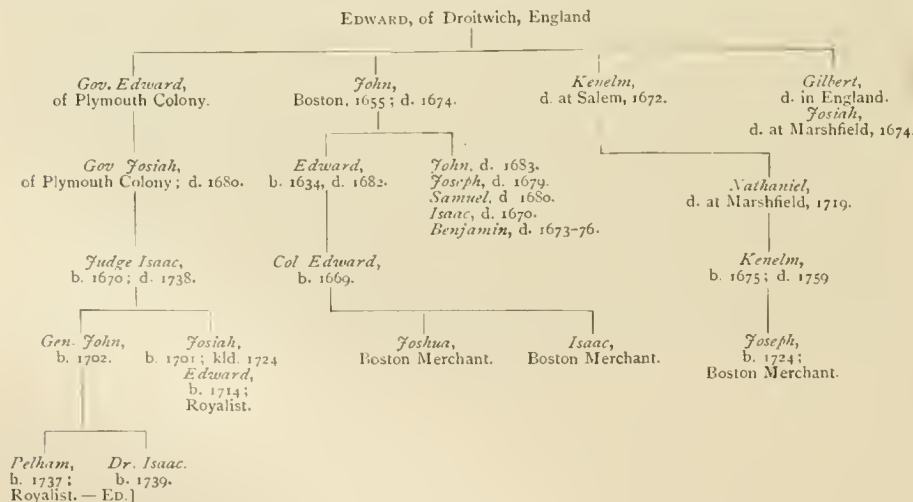 EDWARD, of Droitwich, England
Gov. Edward,
of Plymouth Colony.
John,
Boston, 1655; d. 1674.
Kenelm,
d. at Salem, 1672.
Gilbert,
d. in England.
Josiah,
d. at Marshfield, 1674.
Gov Josiah,
of Plymouth Colony; d. 1680.
Edward,
b. 1634, d. 1682.
John, d. 1683.
Joseph, d. 1679.
Samuel, d 1680.
Isaac, d. 1670.
Benjamin, d. 1673-76.
Nathaniel,
d. at Marshfield, 1719.
Judge Isaac,
b. 1670; d. 1738.
Col Edward,
b. 1669.
Kenelm,
b. 1675; d. 1759
Gen. John,
b. 1702.
Josiah,
b. 1701; kld. 1724
Edward,
b. 1714;
Royalist.
Joshua,
Boston Merchant.
Isaac,
Boston Merchant.
Joseph,
b. 1724;
Boston Merchant.
Pelham,
b. 1737;
Royalist. — ED.]
Dr. Isaac.
b. 1739.